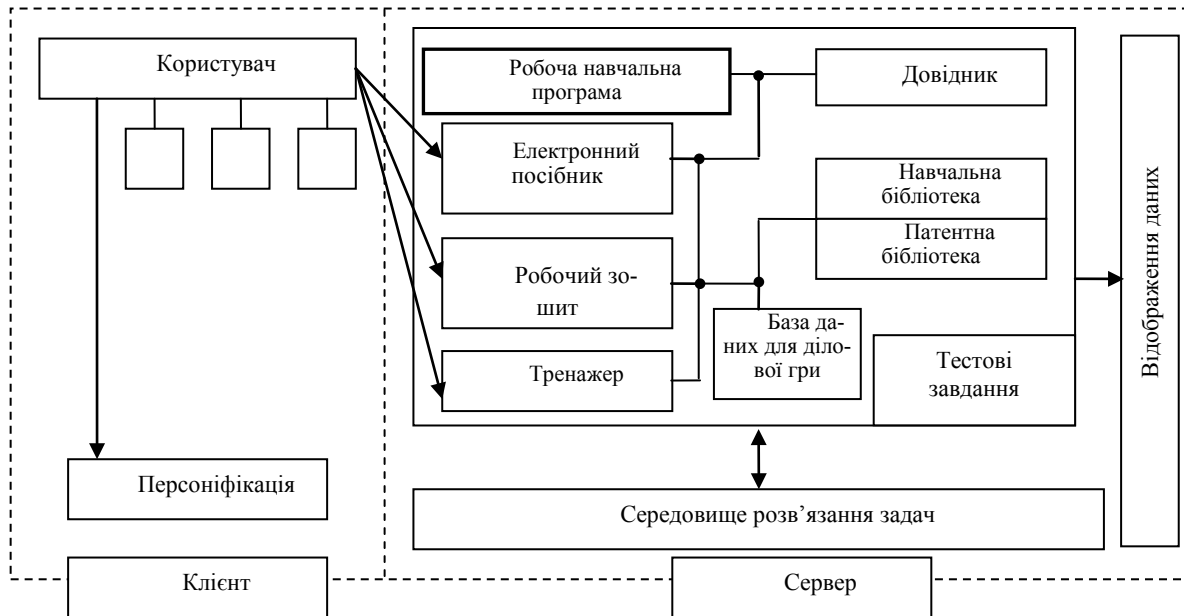 Користувач
Робоча навчальна
програма
Довідник
Електронний
посібник
Навчальна
бібліотека
Патентна
бібліотека
Робочий зо-
шит
База да-
них для діло-
вої гри
Тренажер
Тестові
завдання
Відображення даних
Персоніфікація
Середовище розв’язання задач
Клієнт
Сервер